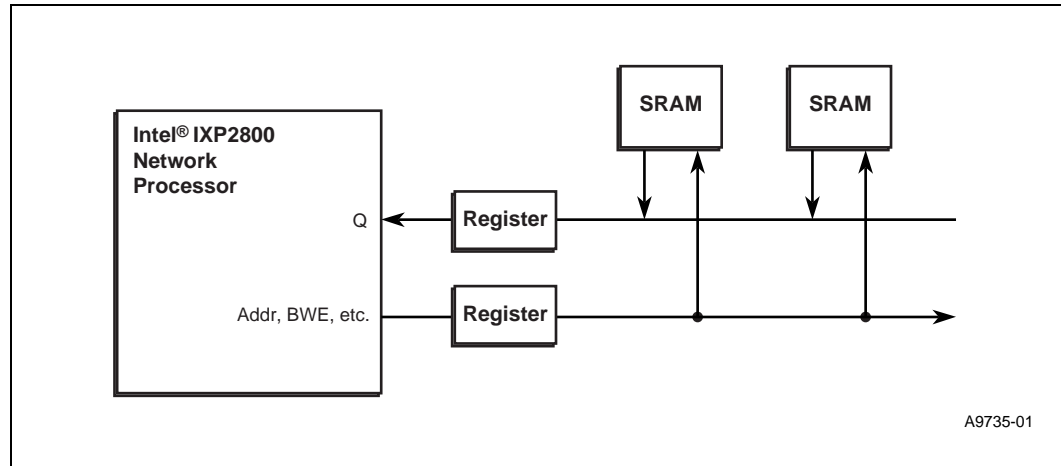 Intel® IXP2800
Network
Processor
SRAM
SRAM
Q
Register
Addr, BWE, etc.
Register
A9735-01